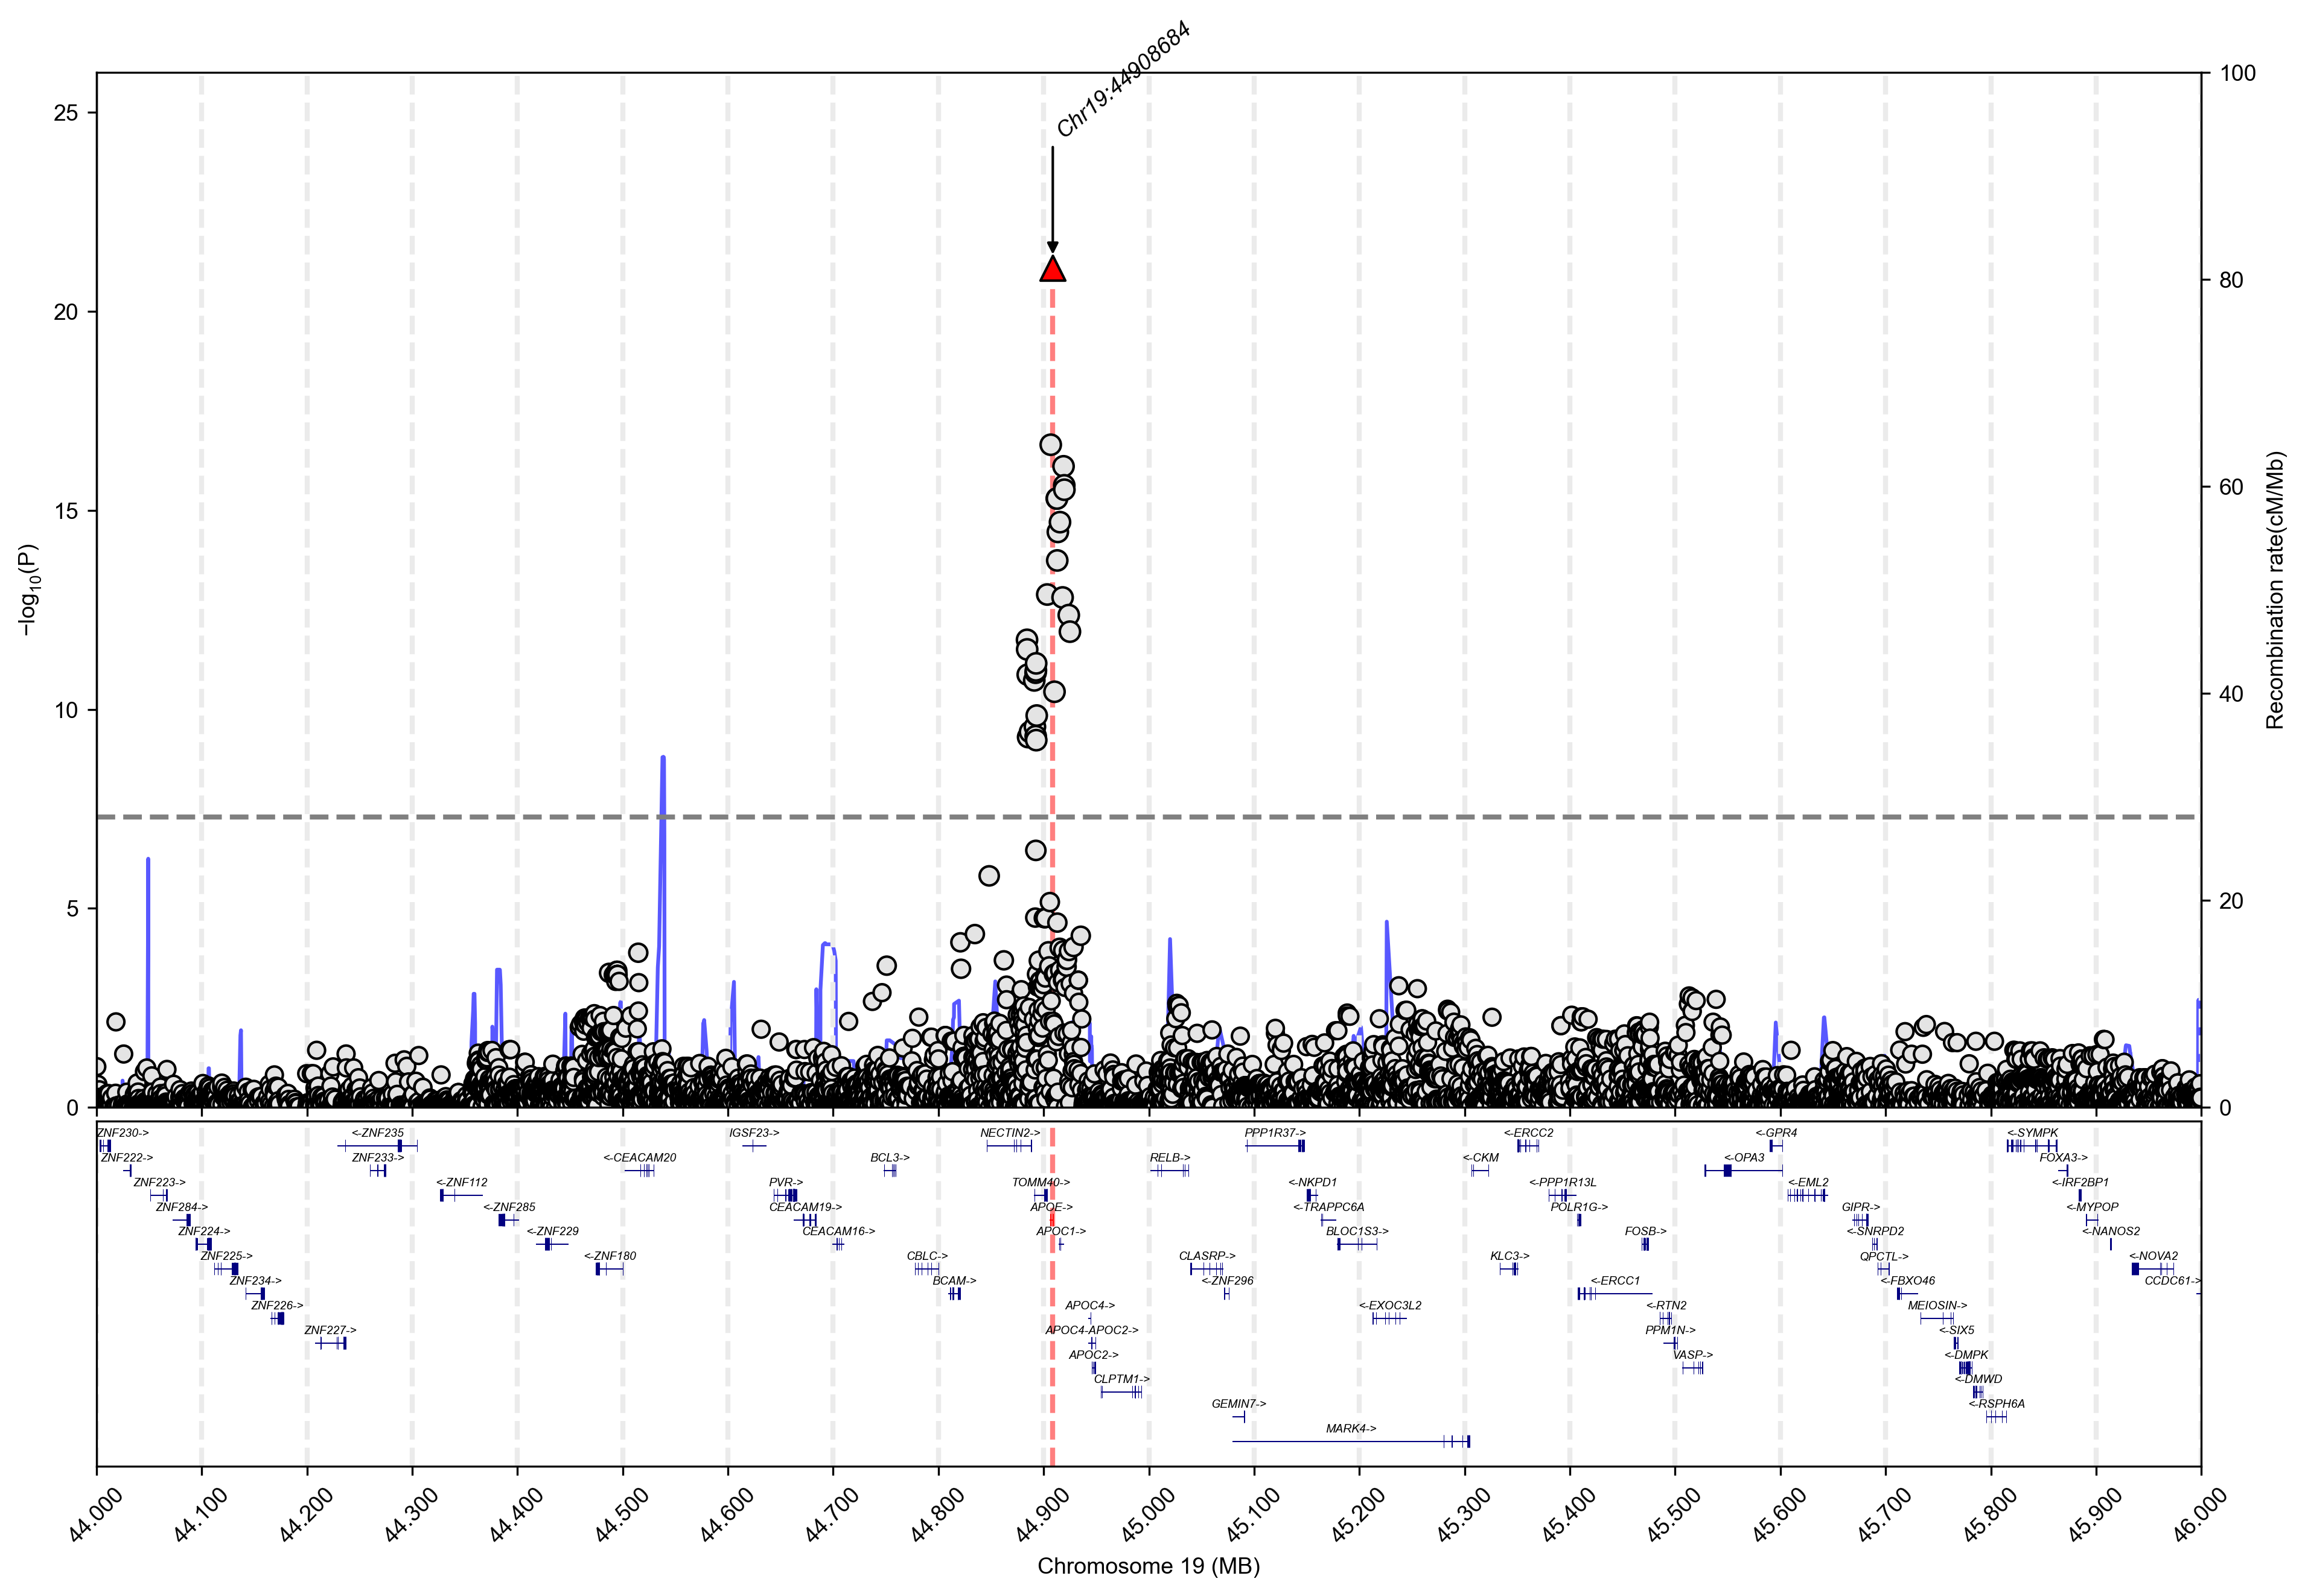 Chr19:44908684
25
20
15
10
5
0
−log10(P)
100
80
60
40
20
0
Recombination rate(cM/Mb)
ZNF230->
<-ZNF235
IGSF23->
NECTIN2->
PPP1R37->
<-ERCC2
<-GPR4
<-SYMPK
ZNF222->
ZNF233->
<-CEACAM20
BCL3->
RELB->
<-CKM
<-OPA3
FOXA3->
ZNF223->
<-ZNF112
PVR->
TOMM40->
<-NKPD1
<-PPP1R13L
<-EML2
<-IRF2BP1
ZNF284->
<-ZNF285
CEACAM19->
APOE->
<-TRAPPC6A
POLR1G->
GIPR->
<-MYPOP
ZNF224->
<-ZNF229
CEACAM16->
APOC1->
BLOC1S3->
FOSB->
<-SNRPD2
<-NANOS2
ZNF225->
<-ZNF180
CBLC->
CLASRP->
KLC3->
QPCTL->
<-NOVA2
ZNF234->
BCAM->
<-ZNF296
<-ERCC1
<-FBXO46
CCDC61->
ZNF226->
APOC4->
<-EXOC3L2
<-RTN2
MEIOSIN->
ZNF227->
APOC4-APOC2->
PPM1N->
<-SIX5
APOC2->
VASP->
<-DMPK
CLPTM1->
<-DMWD
GEMIN7->
<-RSPH6A
MARK4->
44.000
44.100
44.200
44.300
44.400
44.500
44.600
44.700
44.800
44.900
45.000
45.100
45.200
45.300
45.400
45.500
45.600
45.700
45.800
45.900
46.000
Chromosome 19 (MB)